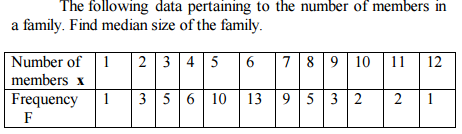 The following data pertaining to the number of members in
a family. Find median size of the family.
Number of members x 1 2 3 4 5 6 7 8 9 10 11 12
Frequency F 1 3 5 6 10 13 9 5 3 2 2 1